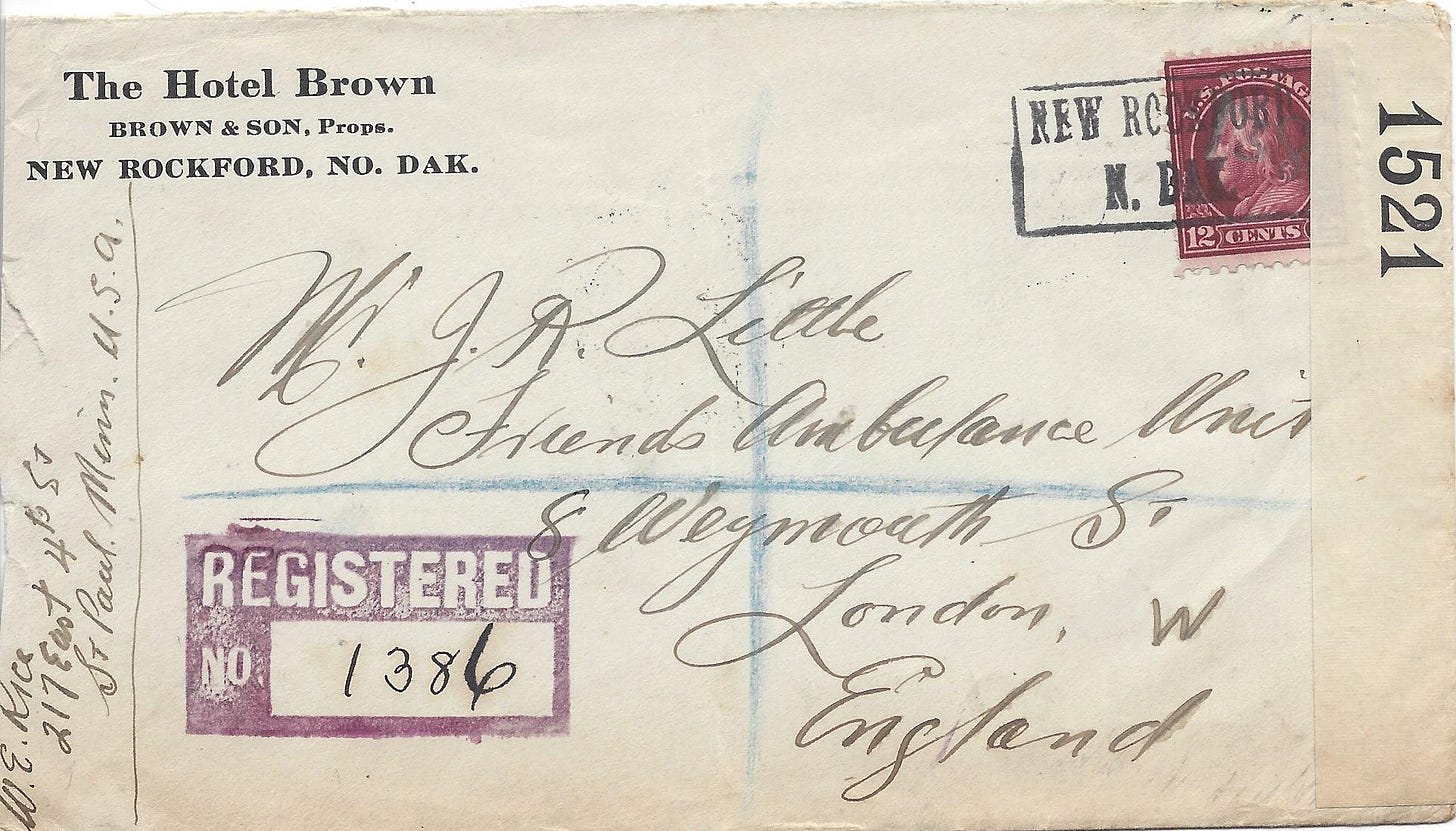 The Hotel Brown
BROWN & SON, Props.
NEW ROCKFORD, NO. DAK.
NEW ROCKFORD
N. DAK.
U.S. POSTAGE
12 CENTS
1521
Mr. J. R. Little
Friends Ambulance Unit
8 Weymouth St
London, W
England
REGISTERED
NO. 1386
W. E. Rice
217 East 4th St
St Paul. Minn. U.S.A.